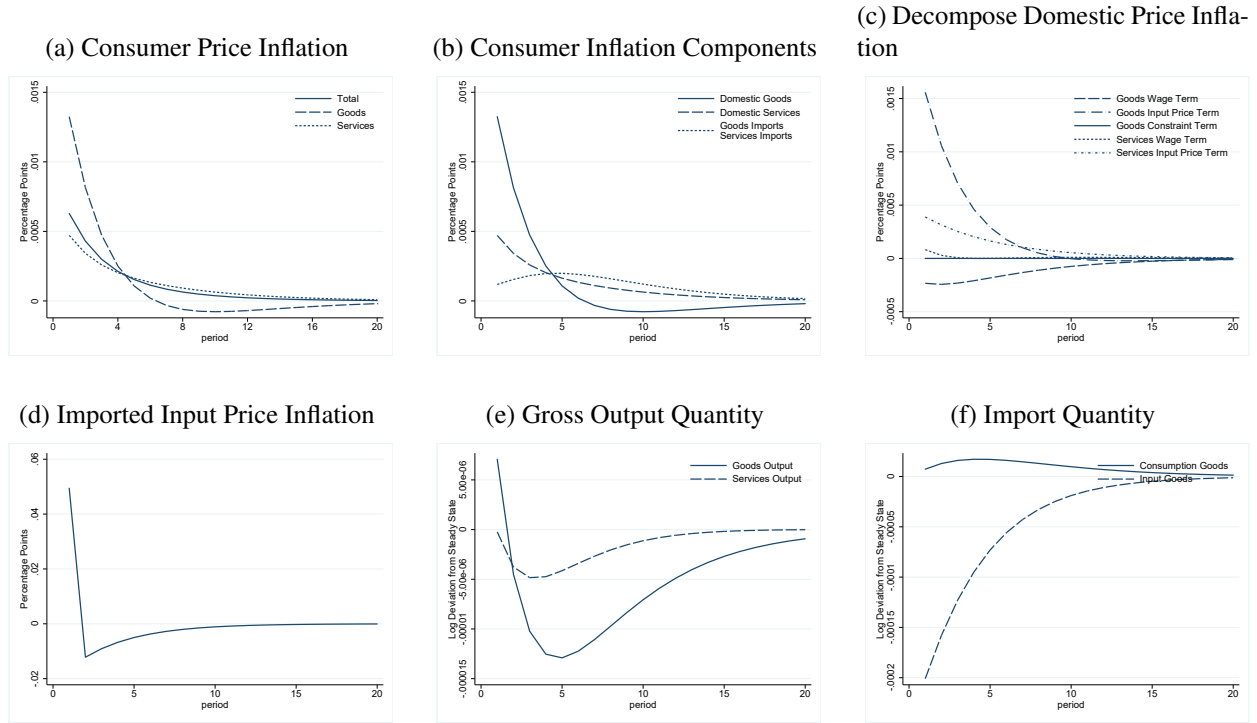 (a) Consumer Price Inflation
(b) Consumer Inflation Components
(c) Decompose Domestic Price Infla-
tion
Percentage Points
.0015
.001
.0005
0
Total
Goods
Services
0 4 8 12 16 20
period
Percentage Points
.0015
.001
.0005
0
Domestic Goods
Domestic Services
Goods Imports
Services Imports
0 5 10 15 20
period
Percentage Points
.0015
.001
.0005
0
-.0005
Goods Wage Term
Goods Input Price Term
Goods Constraint Term
Services Wage Term
Services Input Price Term
0 5 10 15 20
period
(d) Imported Input Price Inflation
(e) Gross Output Quantity
(f) Import Quantity
Percentage Points
.06
.04
.02
0
-.02
0 5 10 15 20
period
Log Deviation from Steady State
5.00e-06
0
-5.00e-06
-.00001
-.000015
Goods Output
Services Output
0 5 10 15 20
period
Log Deviation from Steady State
0
-.00005
-.0001
-.00015
-.0002
Consumption Goods
Input Goods
0 5 10 15 20
period